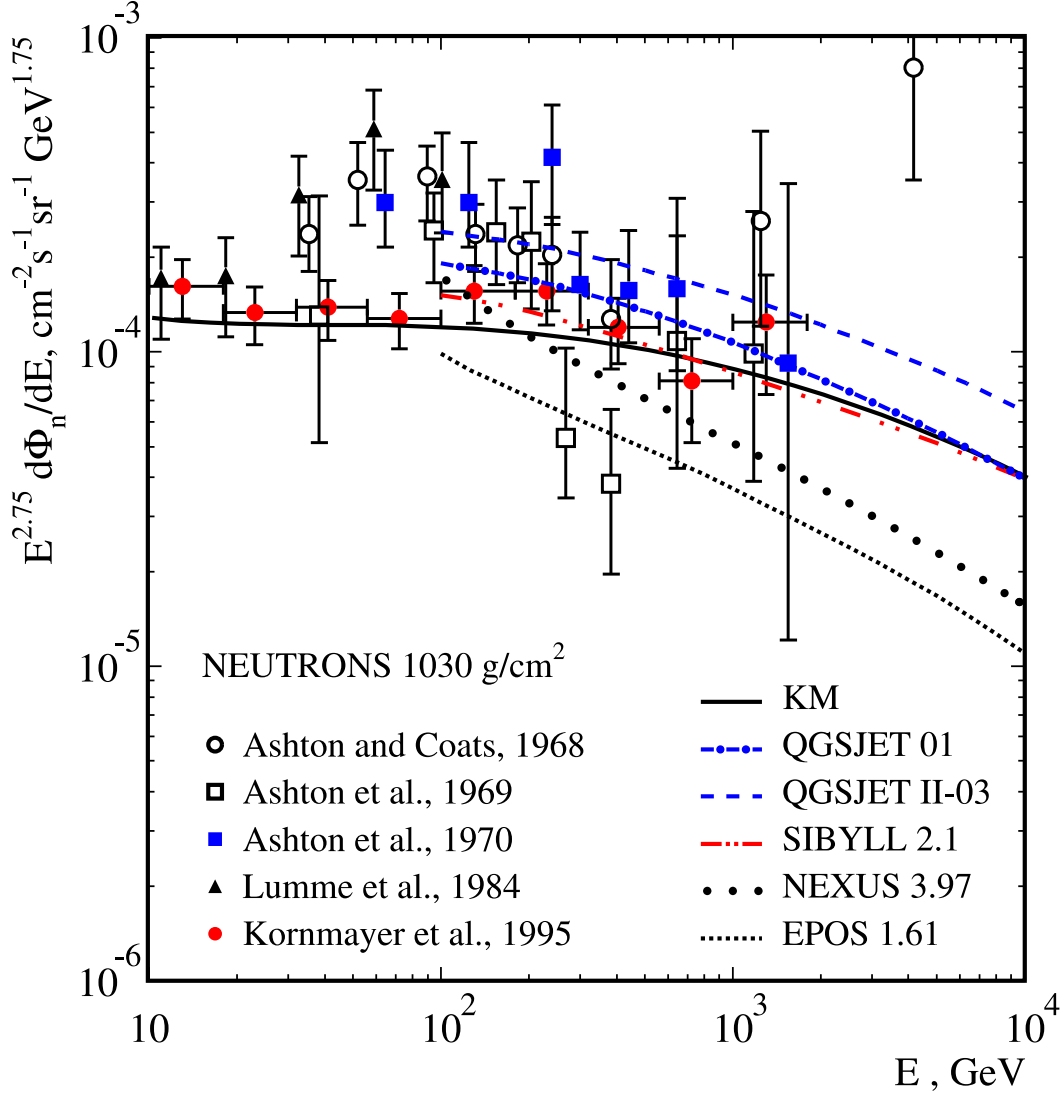 10⁻³
10⁻⁴
10⁻⁵
10⁻⁶
E²·⁷⁵ dΦₙ/dE, cm⁻²s⁻¹sr⁻¹ GeV¹·⁷⁵
NEUTRONS 1030 g/cm²
Ashton and Coats, 1968
Ashton et al., 1969
Ashton et al., 1970
Lumme et al., 1984
Kornmayer et al., 1995
KM
QGSJET 01
QGSJET II-03
SIBYLL 2.1
NEXUS 3.97
EPOS 1.61
10 10² 10³ 10⁴
E , GeV